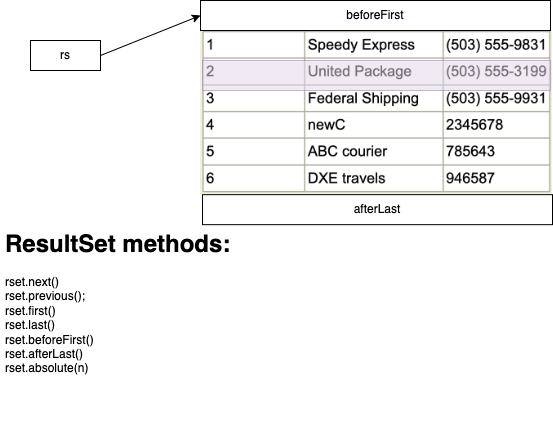 beforeFirst
rs
1 Speedy Express (503) 555-9831
2 United Package (503) 555-3199
3 Federal Shipping (503) 555-9931
4 newC 2345678
5 ABC courier 785643
6 DXE travels 946587
afterLast
ResultSet methods:
rset.next()
rset.previous();
rset.first()
rset.last()
rset.beforeFirst()
rset.afterLast()
rset.absolute(n)